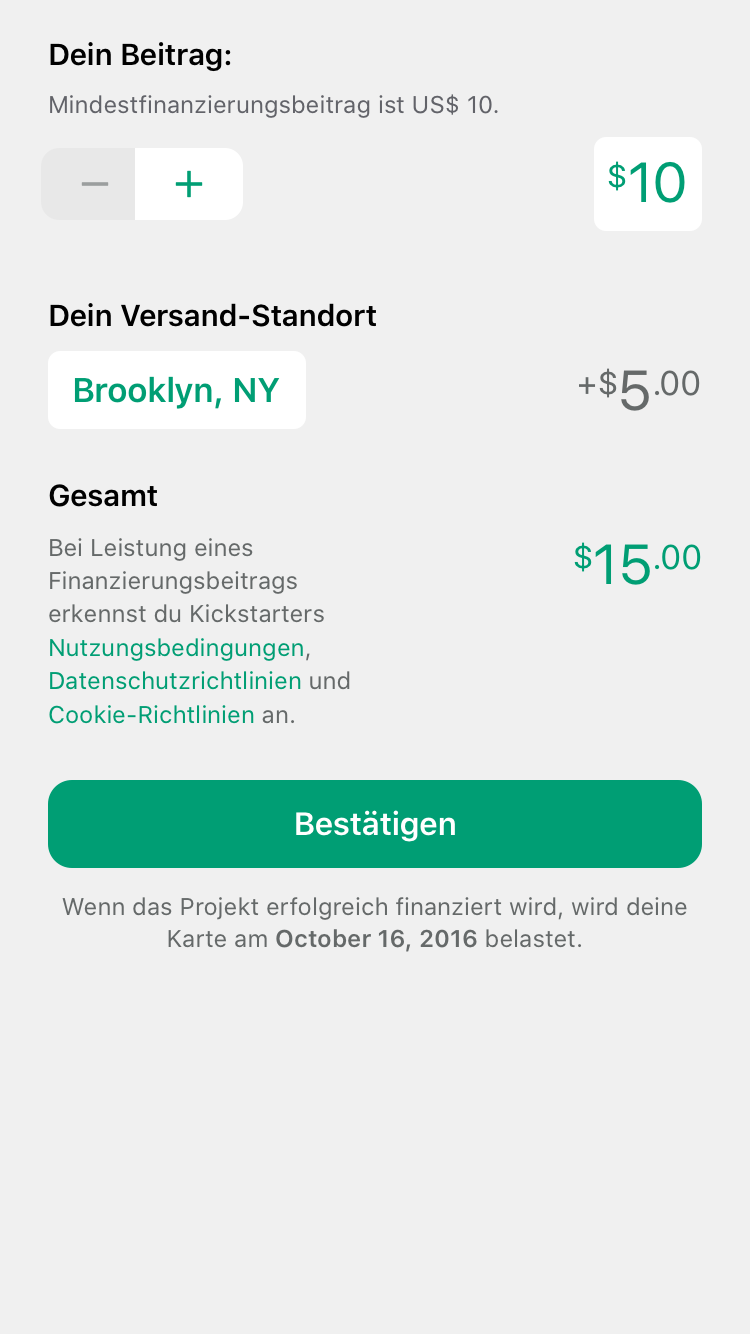 Dein Beitrag:
Mindestfinanzierungsbeitrag ist US$ 10.
− +
$10
Dein Versand-Standort
Brooklyn, NY
+$5.00
Gesamt
Bei Leistung eines
Finanzierungsbeitrags
erkennst du Kickstarters
Nutzungsbedingungen,
Datenschutzrichtlinien und
Cookie-Richtlinien an.
$15.00
Bestätigen
Wenn das Projekt erfolgreich finanziert wird, wird deine
Karte am October 16, 2016 belastet.